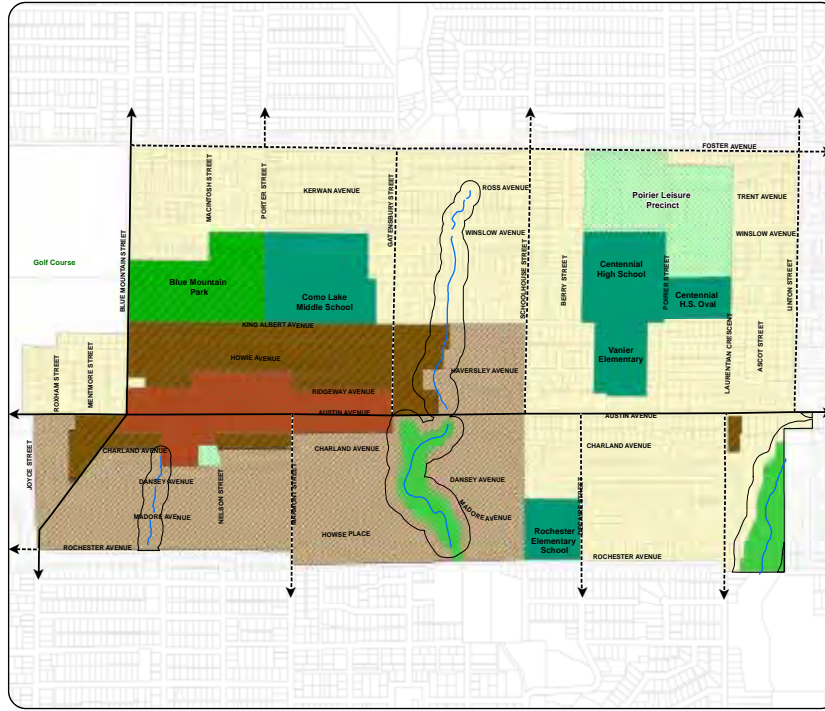 FOSTER AVENUE
MACINTOSH STREET
PORTER STREET
KERWAN AVENUE
GATENSBURY STREET
ROSS AVENUE
Poirier Leisure
Precinct
TRENT AVENUE
WINSLOW AVENUE
WINSLOW AVENUE
Golf Course
BLUE MOUNTAIN STREET
Blue Mountain
Park
Como Lake
Middle School
SCHOOLHOUSE STREET
BERRY STREET
Centennial
High School
POIRIER STREET
Centennial
H.S. Oval
LINTON STREET
KING ALBERT AVENUE
HOWIE AVENUE
ROXHAM STREET
MENTMORE STREET
Vanier
Elementary
LAURENTIAN CRESCENT
ASCOT STREET
HAVERSLEY AVENUE
RIDGEWAY AVENUE
AUSTIN AVENUE
AUSTIN AVENUE
JOYCE STREET
CHARLAND AVENUE
CHARLAND AVENUE
CHARLAND AVENUE
DANSEY AVENUE
DANSEY AVENUE
NELSON STREET
MARMONT STREET
MADORE AVENUE
MADORE AVENUE
HOWSE PLACE
Rochester
Elementary
School
ROCHESTER AVENUE
ROCHESTER AVENUE